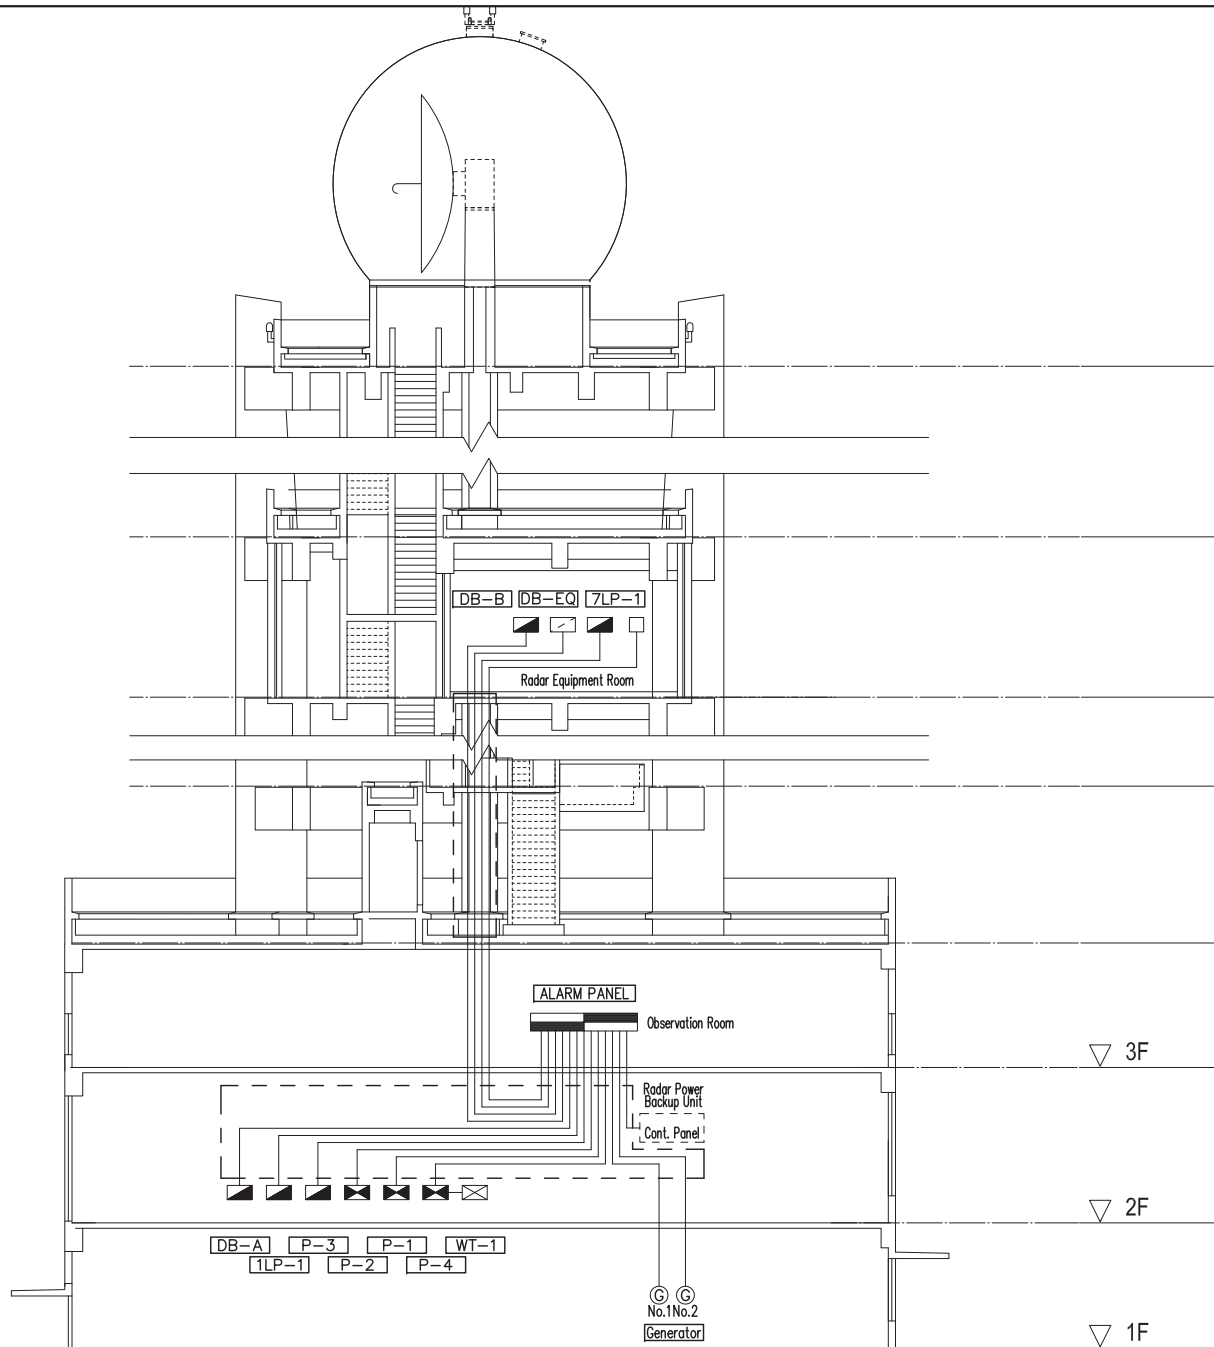 DB-B DB-EQ 7LP-1
Radar Equipment Room
ALARM PANEL
Observation Room
3F
Radar Power
Backup Unit
Cont. Panel
2F
DB-A P-3 P-1 WT-1
1LP-1 P-2 P-4
G G
No.1 No.2
Generator
1F